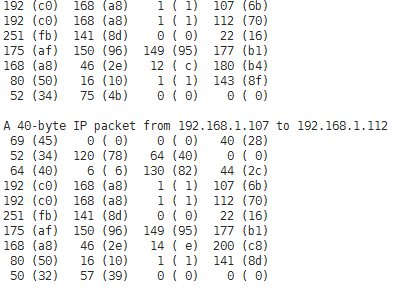 192 (c0)  168 (a8)    1 ( 1)  107 (6b)
192 (c0)  168 (a8)    1 ( 1)  112 (70)
251 (fb)  141 (8d)    0 ( 0)   22 (16)
175 (af)  150 (96)  149 (95)  177 (b1)
168 (a8)   46 (2e)   12 ( c)  180 (b4)
 80 (50)   16 (10)    1 ( 1)  143 (8f)
 52 (34)   75 (4b)    0 ( 0)    0 ( 0)

A 40-byte IP packet from 192.168.1.107 to 192.168.1.112
 69 (45)    0 ( 0)    0 ( 0)   40 (28)
 52 (34)  120 (78)   64 (40)    0 ( 0)
 64 (40)    6 ( 6)  130 (82)   44 (2c)
192 (c0)  168 (a8)    1 ( 1)  107 (6b)
192 (c0)  168 (a8)    1 ( 1)  112 (70)
251 (fb)  141 (8d)    0 ( 0)   22 (16)
175 (af)  150 (96)  149 (95)  177 (b1)
168 (a8)   46 (2e)   14 ( e)  200 (c8)
 80 (50)   16 (10)    1 ( 1)  141 (8d)
 50 (32)   57 (39)    0 ( 0)    0 ( 0)